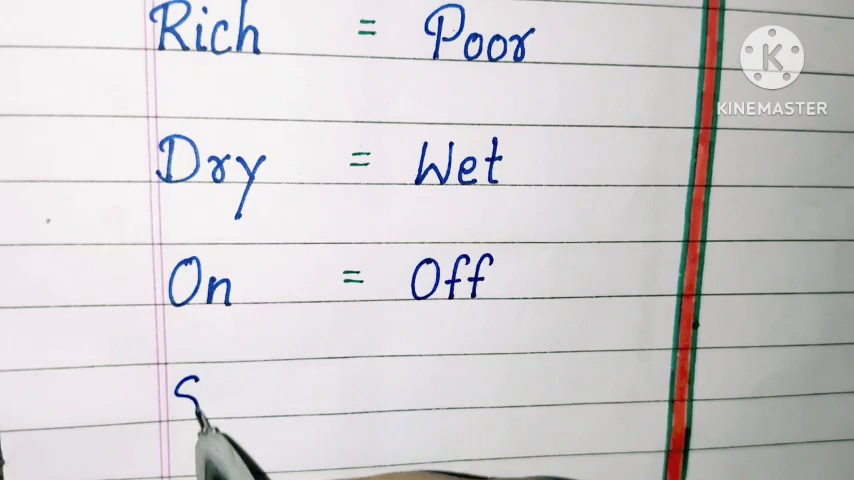 Rich = Poor
K
KINEMASTER
Dry = Wet
On = Off